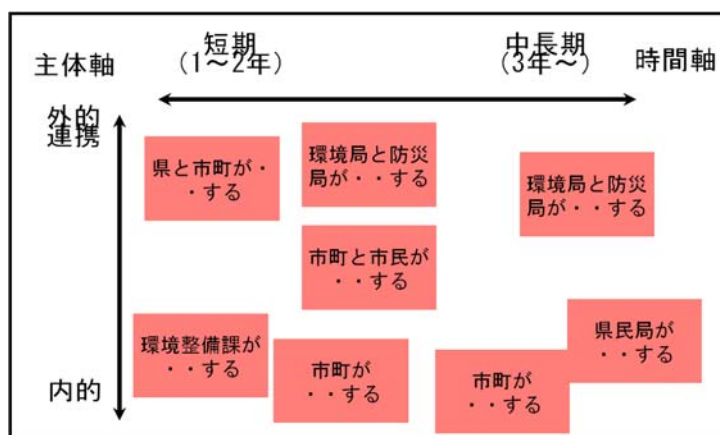 短期
(1〜2年)
中長期
(3年〜)
主体軸
時間軸
外的
連携
県と市町が・
・する
環境局と防災
局が・・する
環境局と防災
局が・・する
市町と市民が
・・する
環境整備課が
・・する
市町が
・・する
市町が
・・する
県民局が
・・する
内的